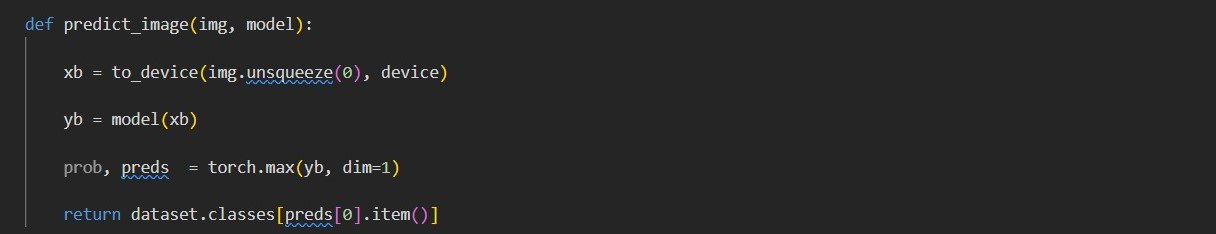 def predict_image(img, model):
xb = to_device(img.unsqueeze(0), device)
yb = model(xb)
prob, preds  = torch.max(yb, dim=1)
return dataset.classes[preds[0].item()]